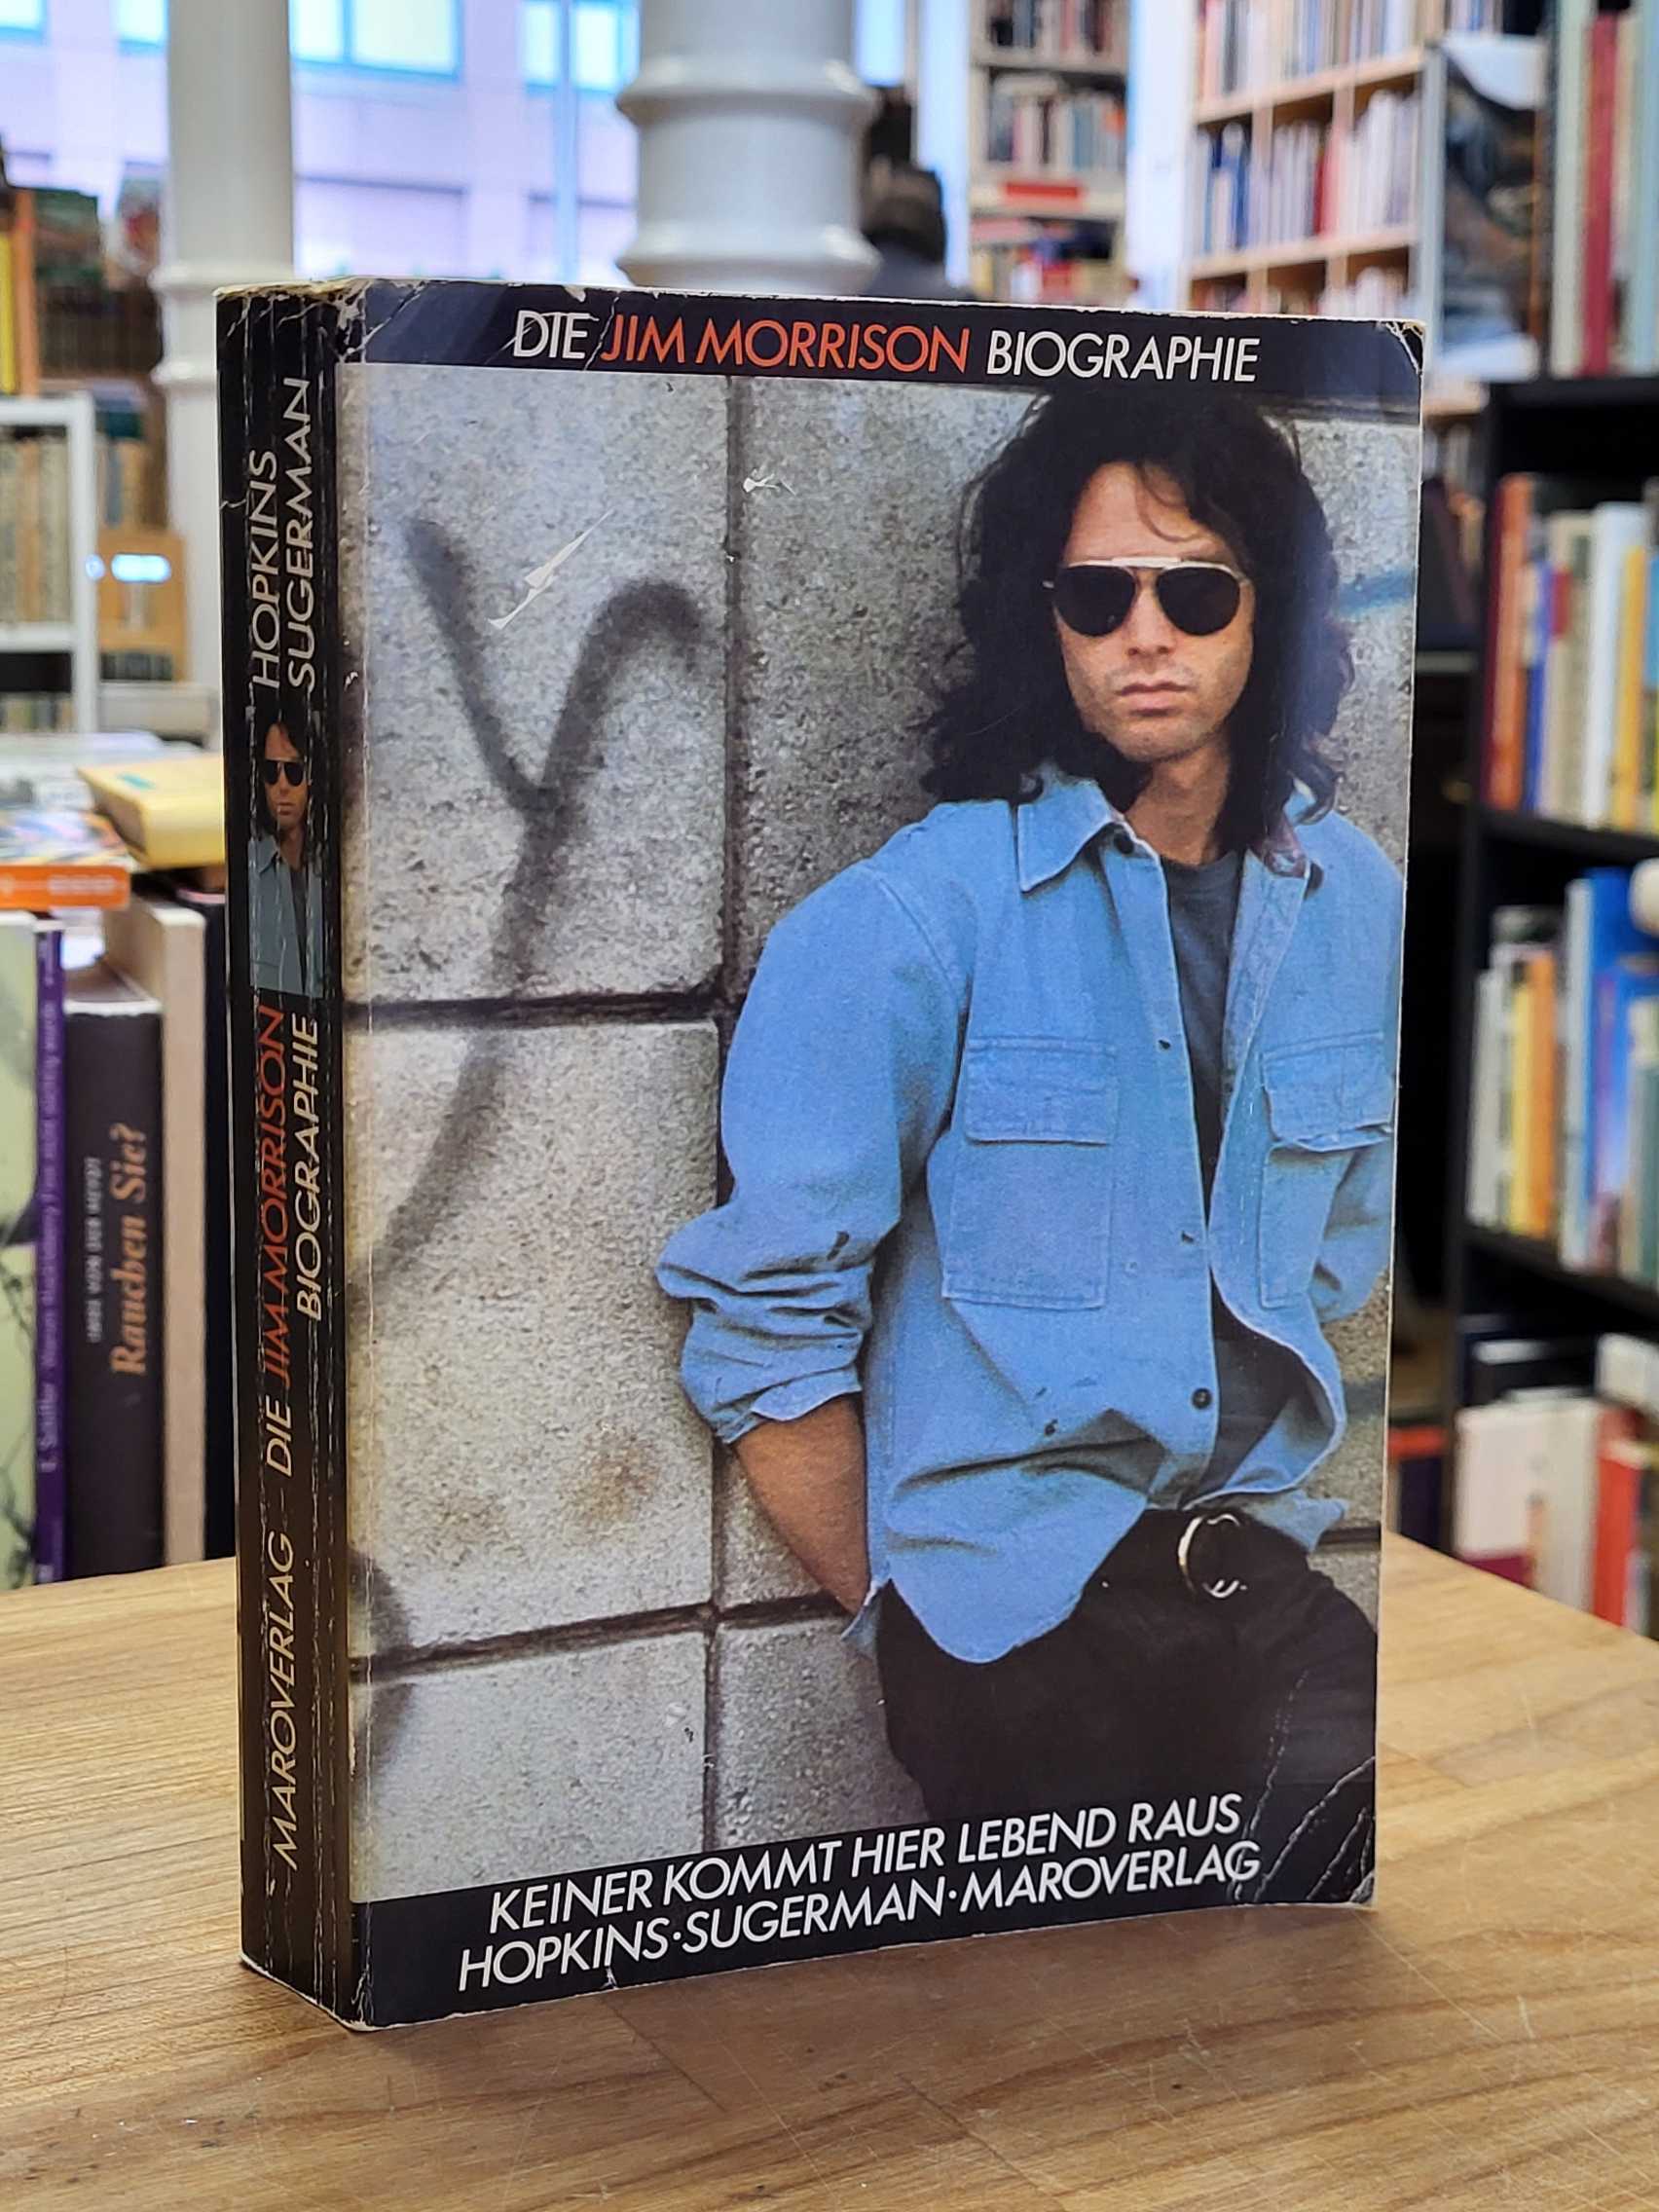 DIE JIM MORRISON BIOGRAPHIE
KEINER KOMMT HIER LEBEND RAUS
HOPKINS·SUGERMAN·MAROVERLAG
HOPKINS
SUGERMAN
DIE JIM MORRISON
BIOGRAPHIE
MAROVERLAG
Rauchen Sie?